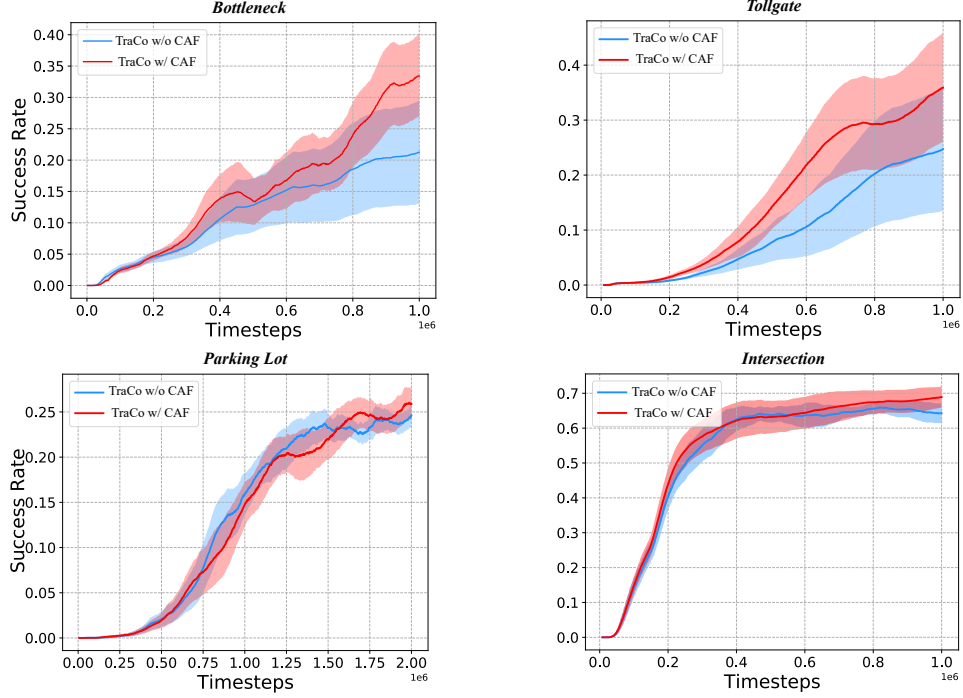 Bottleneck
TraCo w/o CAF
TraCo w/ CAF
Success Rate
0.40
0.35
0.30
0.25
0.20
0.15
0.10
0.05
0.00
0.0 0.2 0.4 0.6 0.8 1.0
Timesteps
1e6
Tollgate
TraCo w/o CAF
TraCo w/ CAF
0.4
0.3
0.2
0.1
0.0
0.0 0.2 0.4 0.6 0.8 1.0
Timesteps
1e6
Parking Lot
TraCo w/o CAF
TraCo w/ CAF
Success Rate
0.25
0.20
0.15
0.10
0.05
0.00
0.00 0.25 0.50 0.75 1.00 1.25 1.50 1.75 2.00
Timesteps
1e6
Intersection
TraCo w/o CAF
TraCo w/ CAF
0.7
0.6
0.5
0.4
0.3
0.2
0.1
0.0
0.0 0.2 0.4 0.6 0.8 1.0
Timesteps
1e6